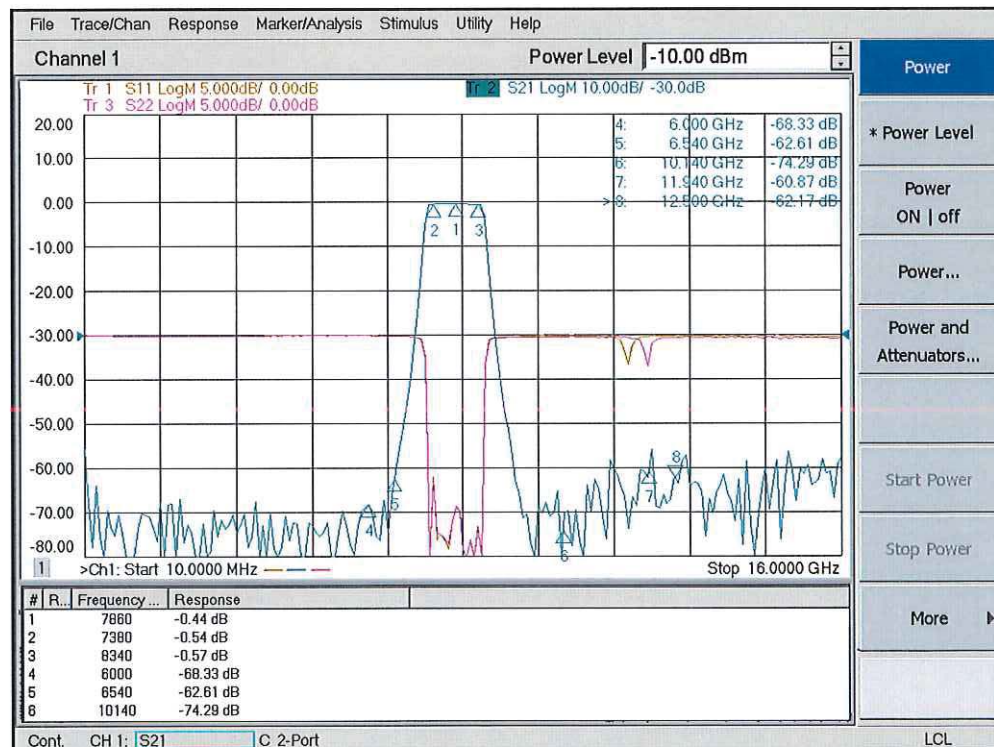 File Trace/Chan Response Marker/Analysis Stimulus Utility Help
Channel 1
Power Level -10.00 dBm
Tr 1 S11 LogM 5.000dB/ 0.00dB
Tr 2 S21 LogM 10.00dB/ -30.0dB
Tr 3 S22 LogM 5.000dB/ 0.00dB
20.00
10.00
0.00
-10.00
-20.00
-30.00
-40.00
-50.00
-60.00
-70.00
-80.00
4: 6.000 GHz -68.33 dB
5: 6.540 GHz -62.61 dB
6: 10.140 GHz -74.29 dB
7: 11.940 GHz -60.87 dB
>8: 12.500 GHz -62.17 dB
2 1 3
4
5
6
7
8
1 >Ch1: Start 10.0000 MHz
Stop 16.0000 GHz
# R... Frequency ... Response
1 7860 -0.44 dB
2 7380 -0.54 dB
3 8340 -0.57 dB
4 6000 -68.33 dB
5 6540 -62.61 dB
6 10140 -74.29 dB
Cont. CH 1: S21 C 2-Port LCL
Power
* Power Level
Power
ON | off
Power...
Power and
Attenuators...
Start Power
Stop Power
More